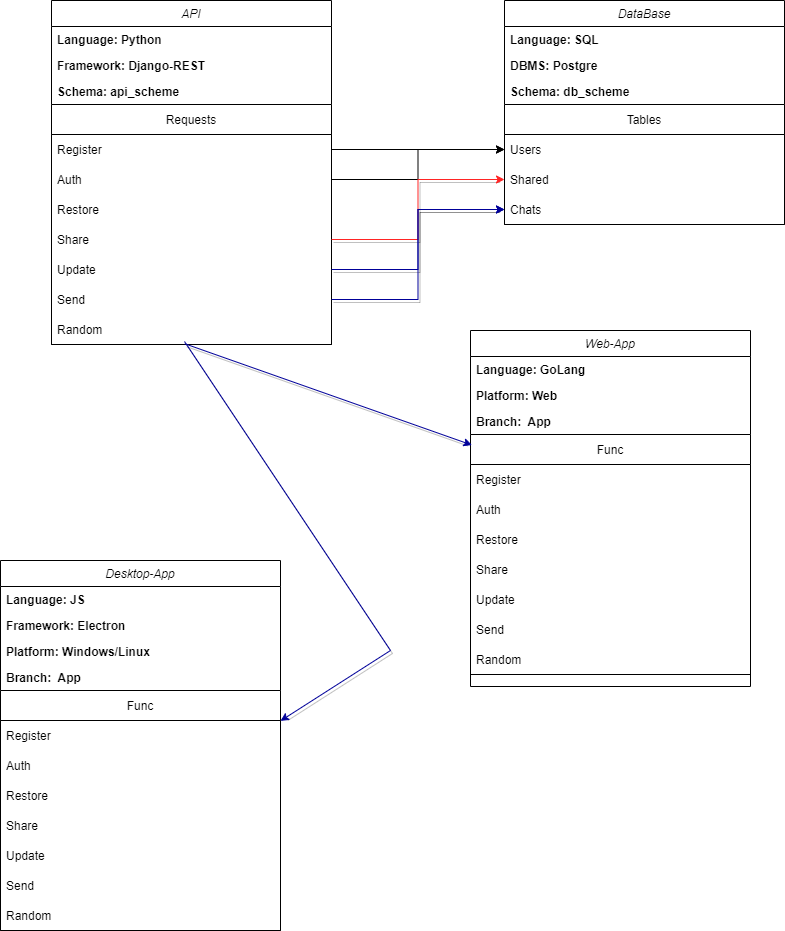 API
Language: Python
Framework: Django-REST
Schema: api_scheme
Requests
Register
Auth
Restore
Share
Update
Send
Random
DataBase
Language: SQL
DBMS: Postgre
Schema: db_scheme
Tables
Users
Shared
Chats
Web-App
Language: GoLang
Platform: Web
Branch: App
Func
Register
Auth
Restore
Share
Update
Send
Random
Desktop-App
Language: JS
Framework: Electron
Platform: Windows/Linux
Branch: App
Func
Register
Auth
Restore
Share
Update
Send
Random